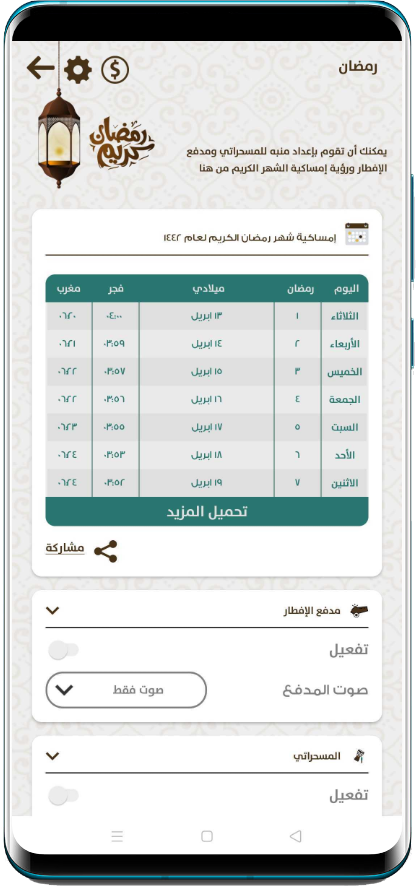 رمضان
رمضان
كريم
يمكنك أن تقوم بإعداد منبه للمسحراتي ومدفع
الإفطار ورؤية إمساكية الشهر الكريم من هنا
إمساكية شهر رمضان الكريم لعام ١٤٤٢
اليوم رمضان ميلادي فجر مغرب
الثلاثاء ١ ١٣ ابريل ٠٤:٠٠ ٠٦:٢٠
الأربعاء ٢ ١٤ ابريل ٠٣:٥٩ ٠٦:٢١
الخميس ٣ ١٥ ابريل ٠٣:٥٧ ٠٦:٢٢
الجمعة ٤ ١٦ ابريل ٠٣:٥٦ ٠٦:٢٢
السبت ٥ ١٧ ابريل ٠٣:٥٥ ٠٦:٢٣
الأحد ٦ ١٨ ابريل ٠٣:٥٣ ٠٦:٢٤
الاثنين ٧ ١٩ ابريل ٠٣:٥٢ ٠٦:٢٤
تحميل المزيد
مشاركة
مدفع الإفطار
تفعيل
صوت المدفع صوت فقط
المسحراتي
تفعيل